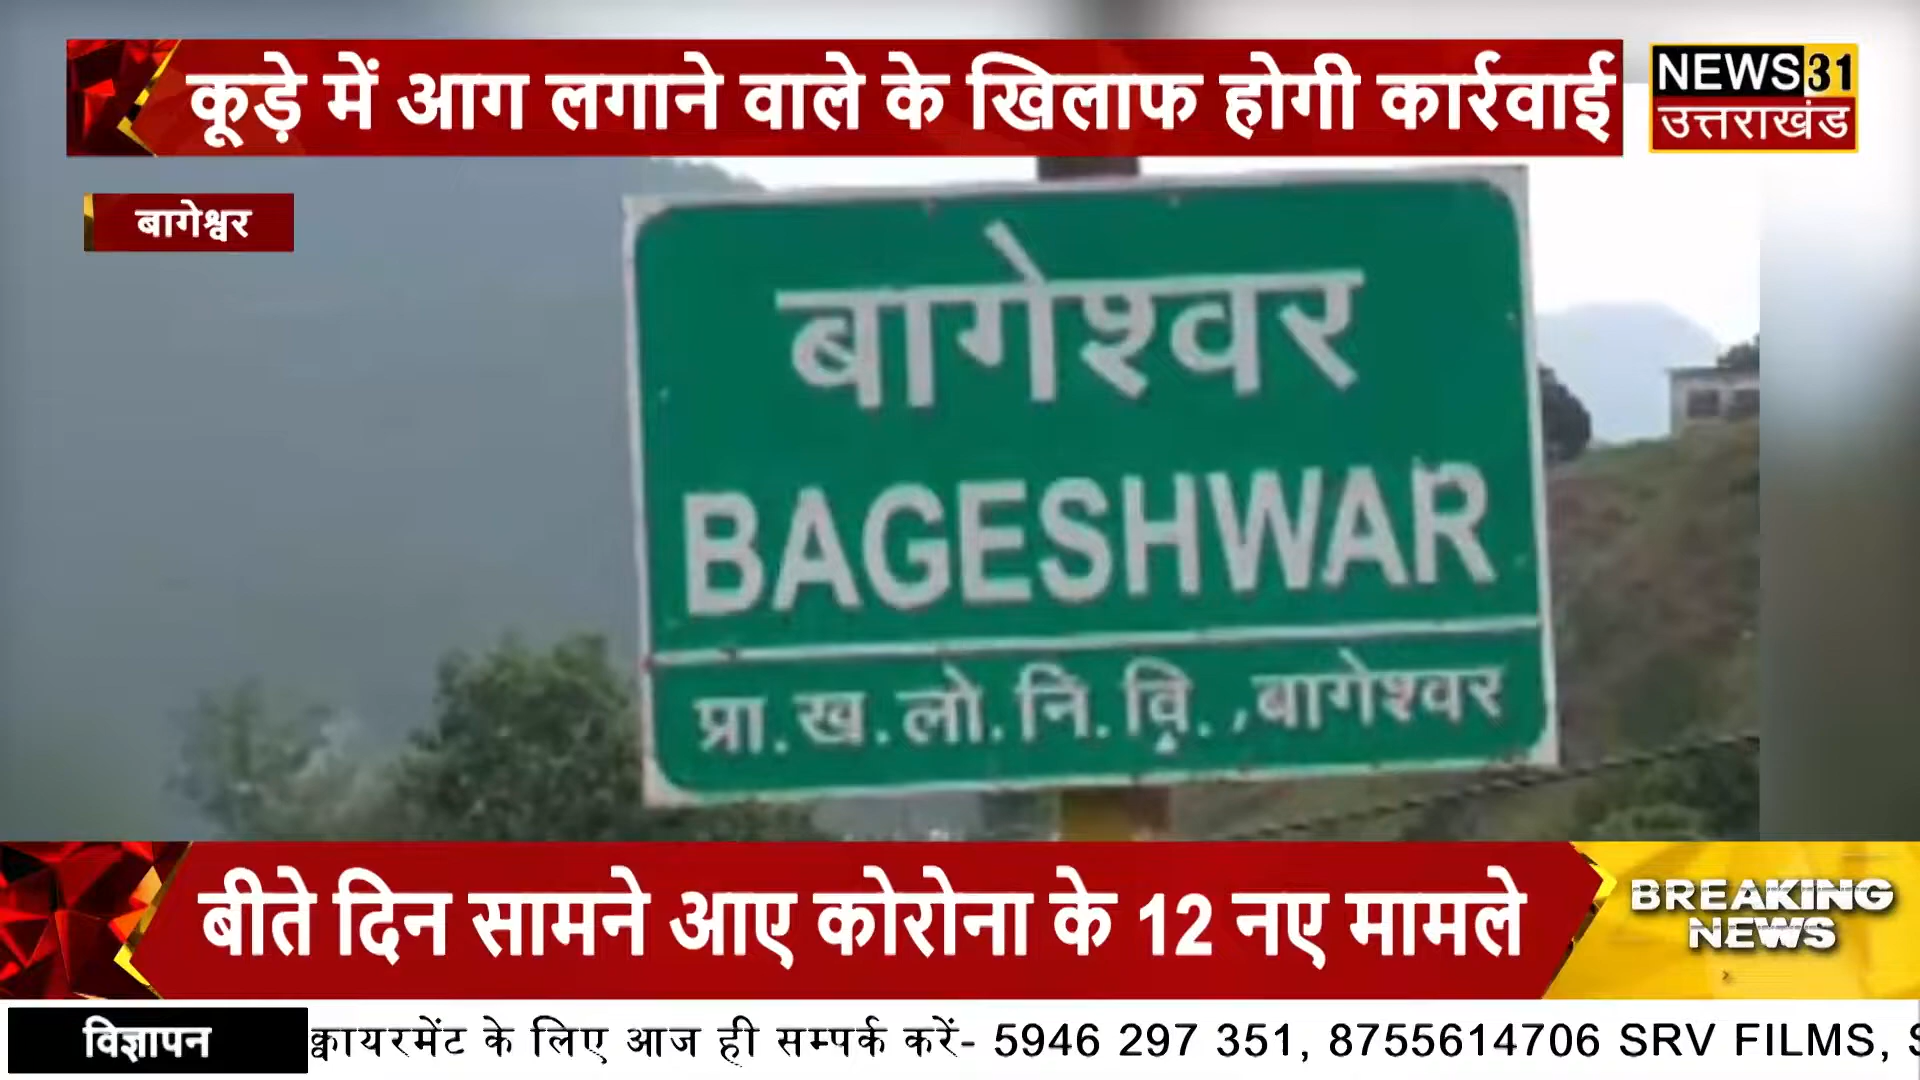 कूड़े में आग लगाने वाले के खिलाफ होगी कार्रवाई
NEWS31
उत्तराखंड
बागेश्वर
बागेश्वर
BAGESHWAR
प्रा.ख.लो.नि.वि., बागेश्वर
बीते दिन सामने आए कोरोना के 12 नए मामले
BREAKING
NEWS
विज्ञापन
क्वायरमेंट के लिए आज ही सम्पर्क करें- 5946 297 351, 8755614706 SRV FILMS, S